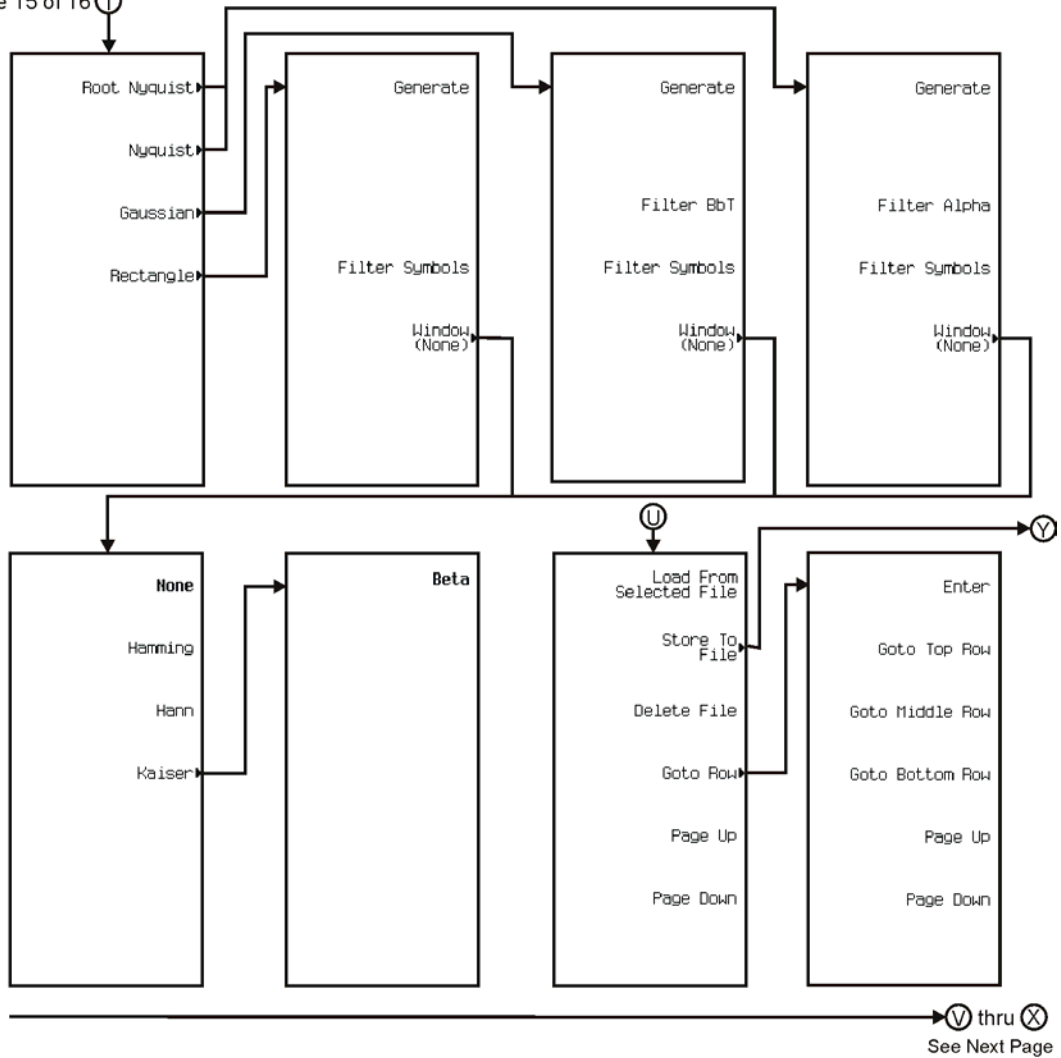 e 15 of 16
Root Nyquist
Nyquist
Gaussian
Rectangle
Generate
Filter Symbols
Window
(None)
Generate
Filter BbT
Filter Symbols
Window
(None)
Generate
Filter Alpha
Filter Symbols
Window
(None)
None
Hamming
Hann
Kaiser
Beta
U
Load From
Selected File
Store To
File
Delete File
Goto Row
Page Up
Page Down
Y
Enter
Goto Top Row
Goto Middle Row
Goto Bottom Row
Page Up
Page Down
V thru X
See Next Page